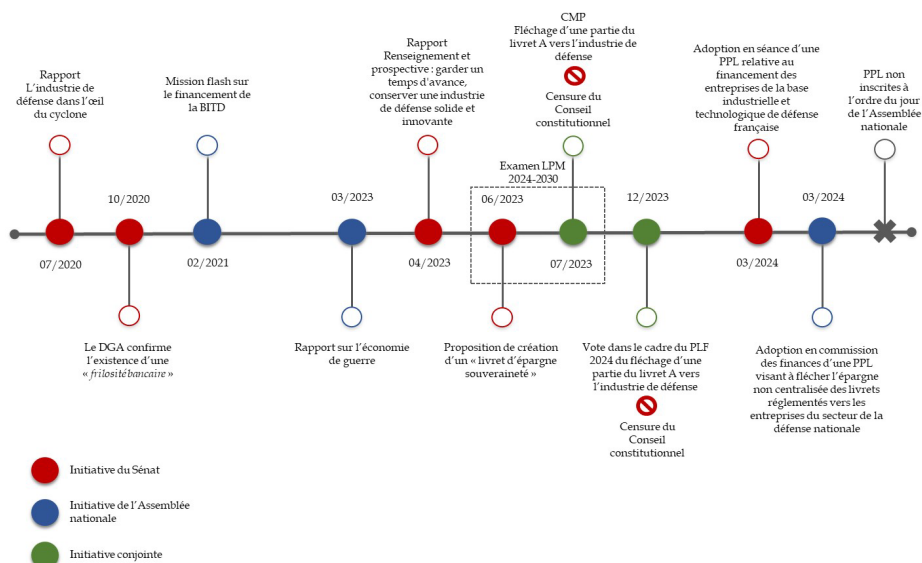 Rapport
L'industrie de
défense dans l'œil
du cyclone
07/2020
10/2020
Le DGA confirme
l'existence d'une
« frilosité bancaire »
Mission flash sur
le financement de
la BITD
02/2021
03/2023
Rapport sur l'économie
de guerre
Rapport
Renseignement et
prospective : garder un
temps d'avance,
conserver une industrie
de défense solide et
innovante
04/2023
Examen LPM
2024-2030
06/2023
Proposition de création
d'un « livret d'épargne
souveraineté »
CMP
Fléchage d'une partie du
livret A vers l'industrie de
défense
Censure du
Conseil
constitutionnel
07/2023
12/2023
Vote dans le cadre du PLF
2024 du fléchage d'une
partie du livret A vers
l'industrie de défense
Censure du
Conseil
constitutionnel
Adoption en séance d'une
PPL relative au
financement des
entreprises de la base
industrielle et
technologique de défense
française
03/2024
03/2024
Adoption en commission
des finances d'une PPL
visant à flécher l'épargne
non centralisée des livrets
réglementés vers les
entreprises du secteur de la
défense nationale
PPL non
inscrites à
l'ordre du jour
de l'Assemblée
nationale
Initiative du Sénat
Initiative de l'Assemblée
nationale
Initiative conjointe